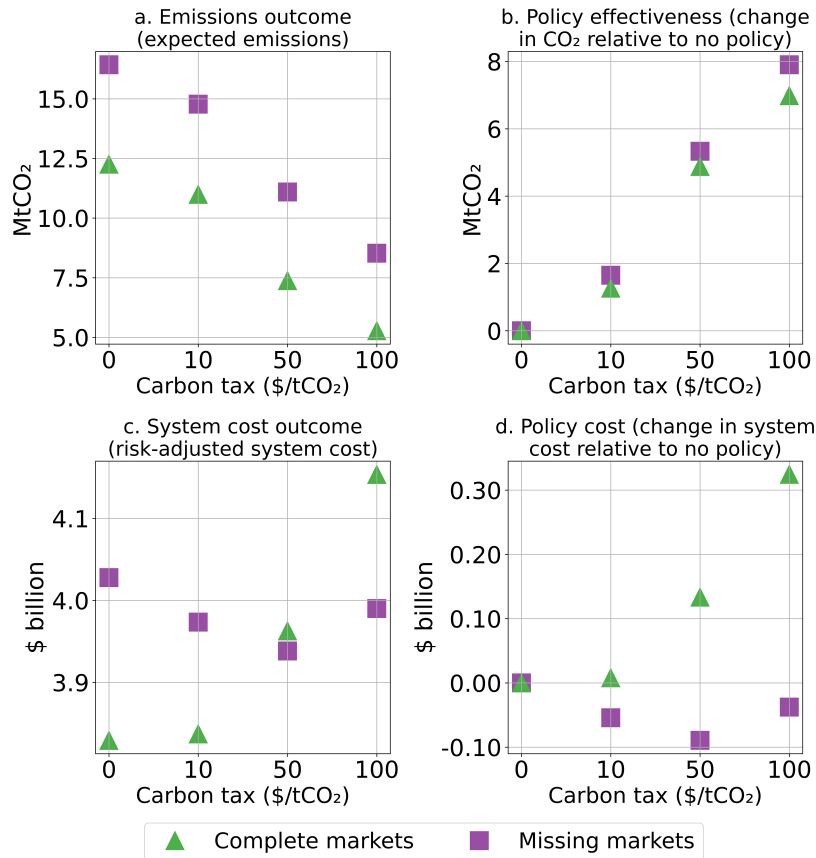 a. Emissions outcome
(expected emissions)
MtCO₂
15.0
12.5
10.0
7.5
5.0
0 10 50 100
Carbon tax ($/tCO₂)
b. Policy effectiveness (change
in CO₂ relative to no policy)
MtCO₂
8
6
4
2
0
0 10 50 100
Carbon tax ($/tCO₂)
c. System cost outcome
(risk-adjusted system cost)
$ billion
4.1
4.0
3.9
0 10 50 100
Carbon tax ($/tCO₂)
d. Policy cost (change in system
cost relative to no policy)
$ billion
0.30
0.20
0.10
0.00
-0.10
0 10 50 100
Carbon tax ($/tCO₂)
Complete markets Missing markets